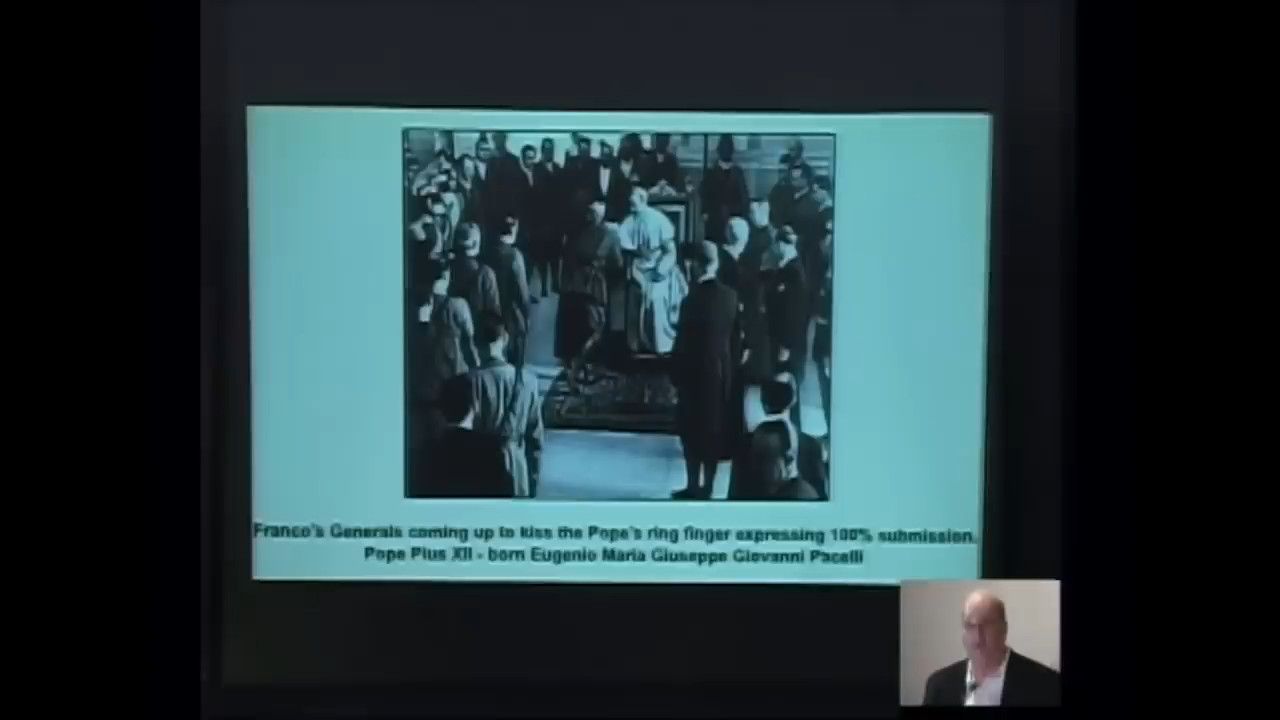 Franco's Generals coming up to kiss the Pope's ring finger expressing 100% submission.
Pope Pius XII - born Eugenio Maria Giuseppe Giovanni Pacelli